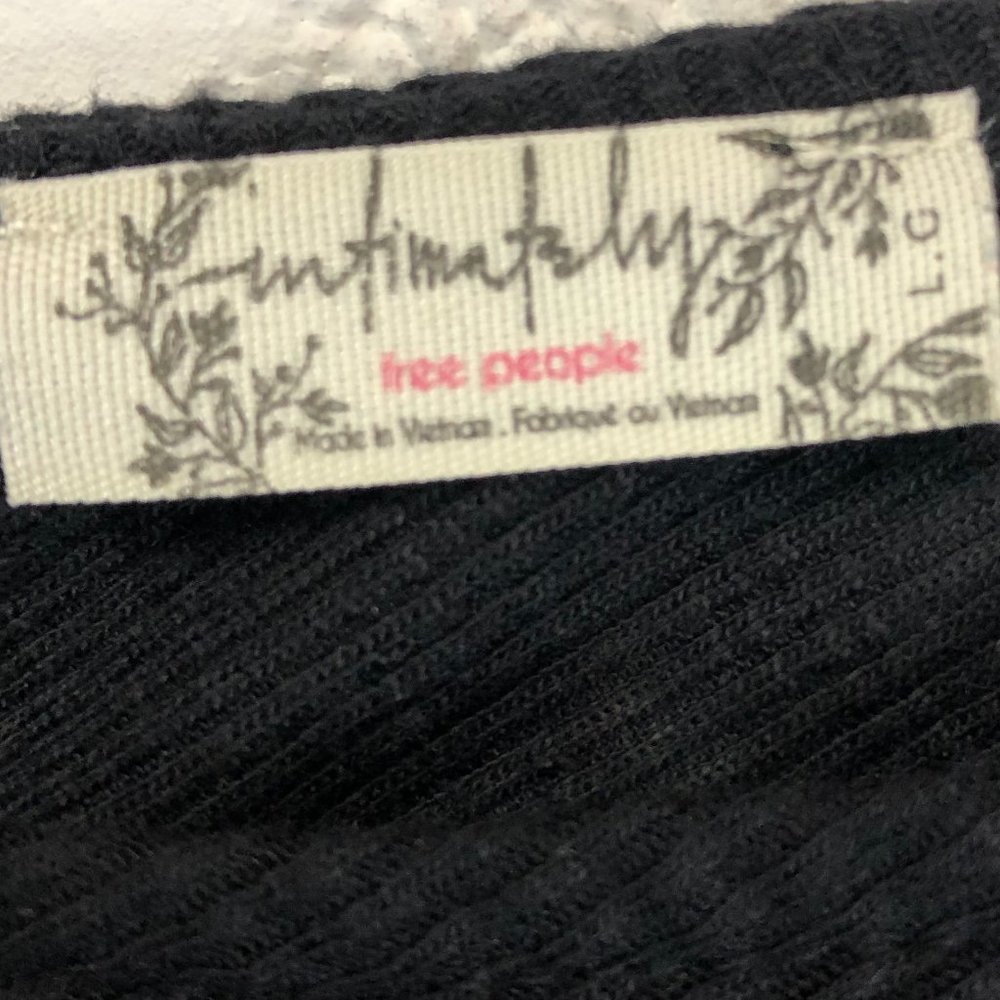 intimately
free people
Made in Vietnam . Fabriqué au Vietnam
L.G